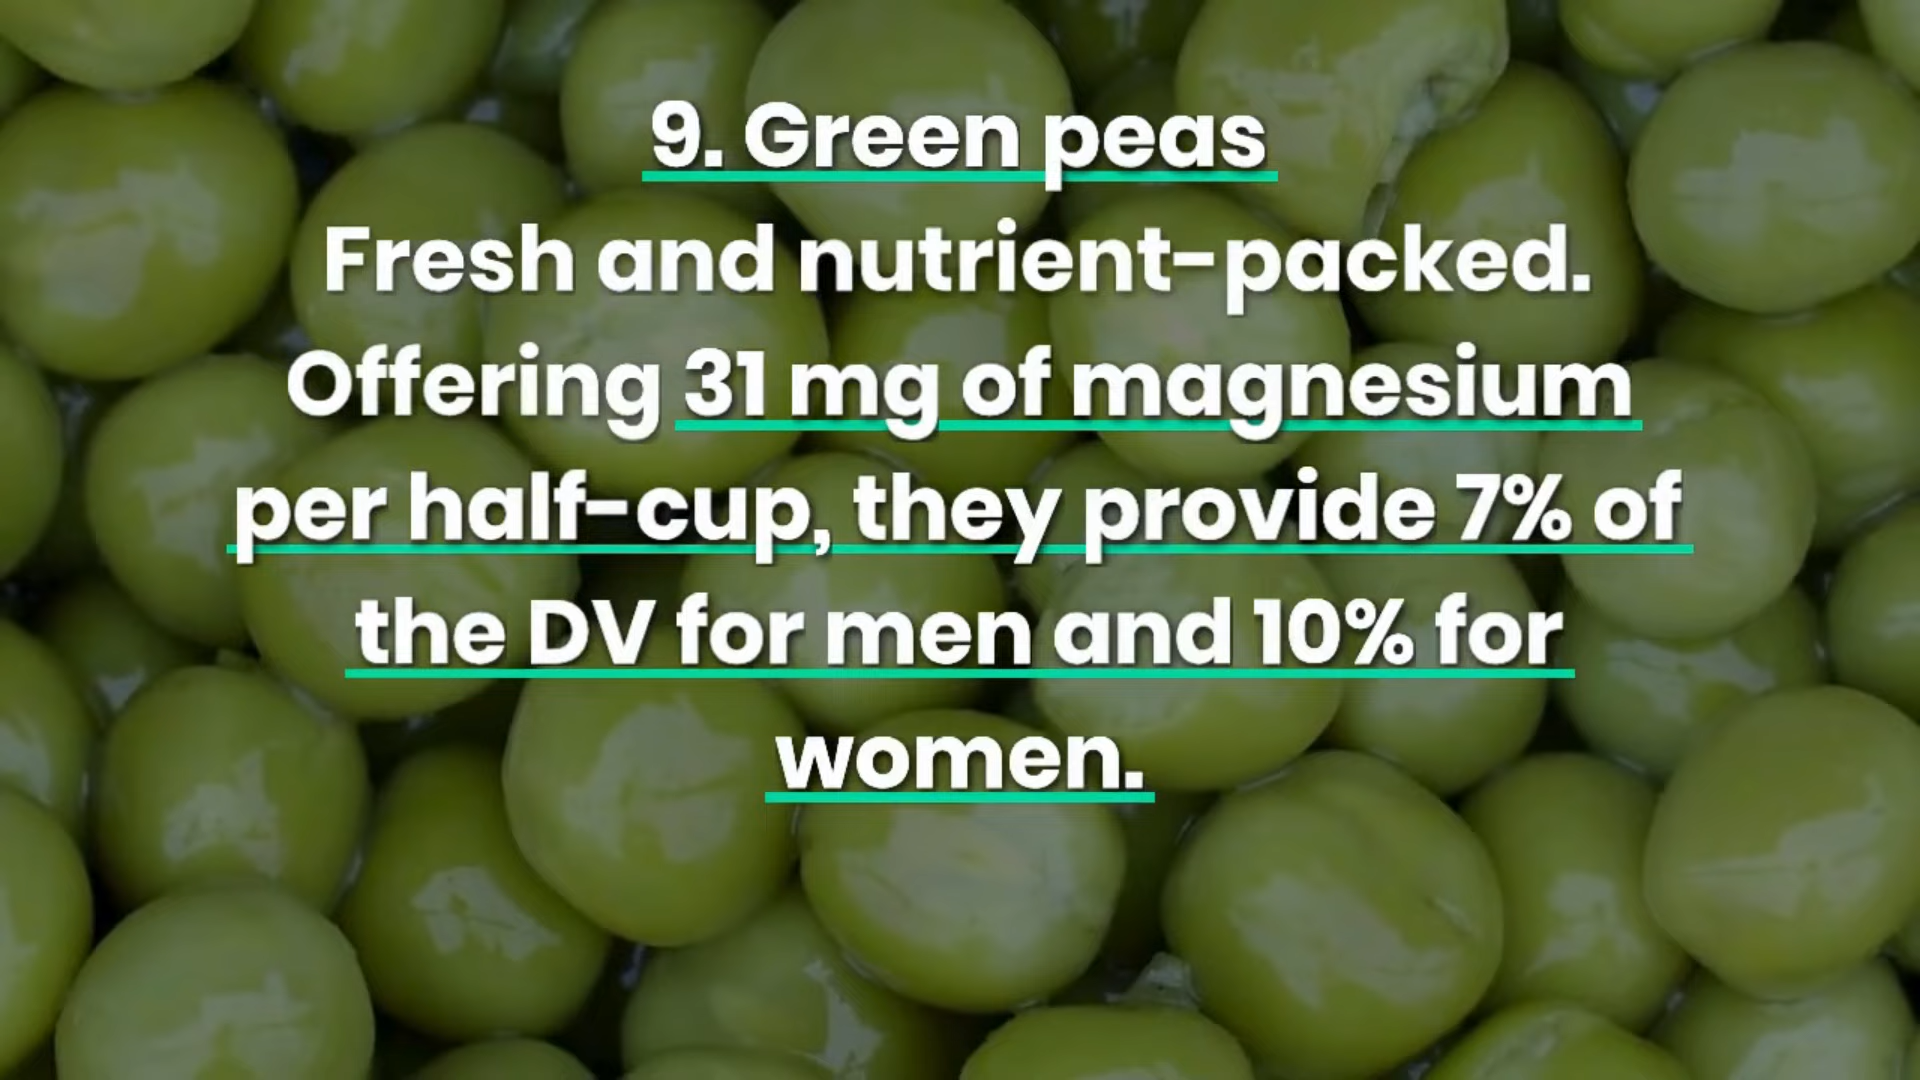 9. Green peas
Fresh and nutrient-packed.
Offering 31 mg of magnesium
per half-cup, they provide 7% of
the DV for men and 10% for
women.